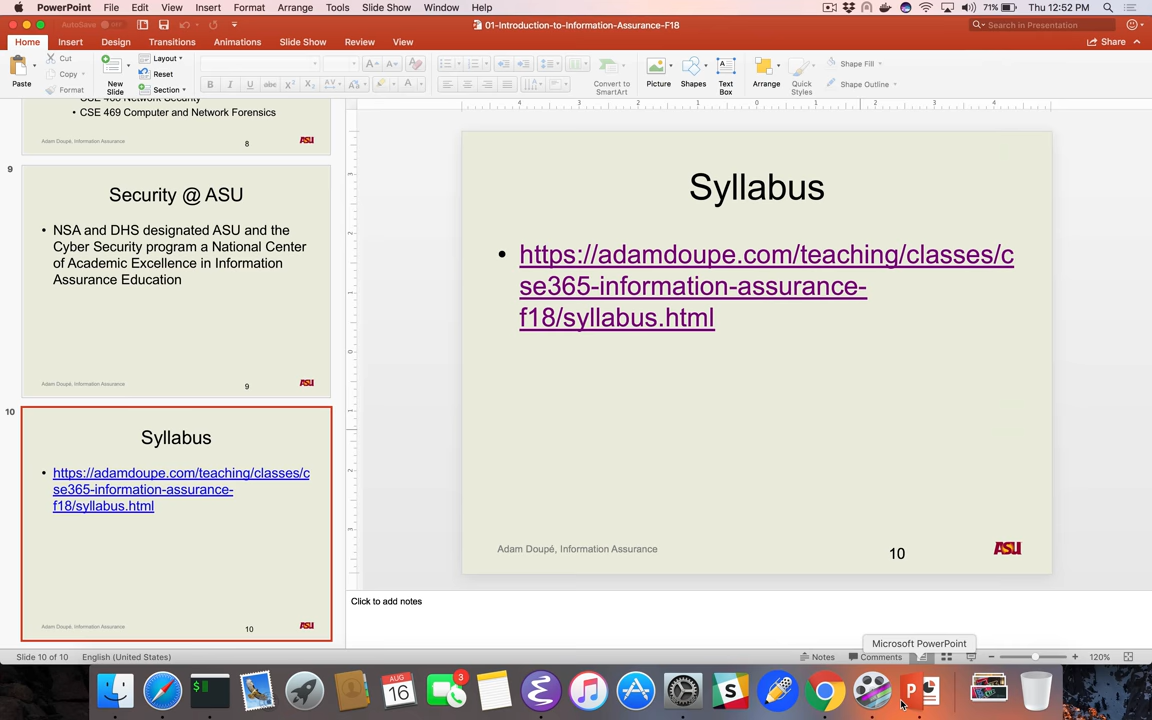 PowerPoint File Edit View Insert Format Arrange Tools Slide Show Window Help 71% Thu 12:52 PM
AutoSave OFF 01-Introduction-to-Information-Assurance-F18 Search in Presentation
Home Insert Design Transitions Animations Slide Show Review View Share
Paste Cut Copy Format New Slide Layout Reset Section Convert to SmartArt Picture Shapes Text Box Arrange Quick Styles Shape Fill Shape Outline
CSE 469 Computer and Network Forensics
Adam Doupé, Information Assurance 8 ASU
9
Security @ ASU
• NSA and DHS designated ASU and the
Cyber Security program a National Center
of Academic Excellence in Information
Assurance Education
Adam Doupé, Information Assurance 9 ASU
10
Syllabus
• https://adamdoupe.com/teaching/classes/c
se365-information-assurance-
f18/syllabus.html
Adam Doupé, Information Assurance 10 ASU
Syllabus
• https://adamdoupe.com/teaching/classes/c
se365-information-assurance-
f18/syllabus.html
Adam Doupé, Information Assurance 10 ASU
Click to add notes
Microsoft PowerPoint
Slide 10 of 10 English (United States) Notes Comments 120%
AUG
16
3